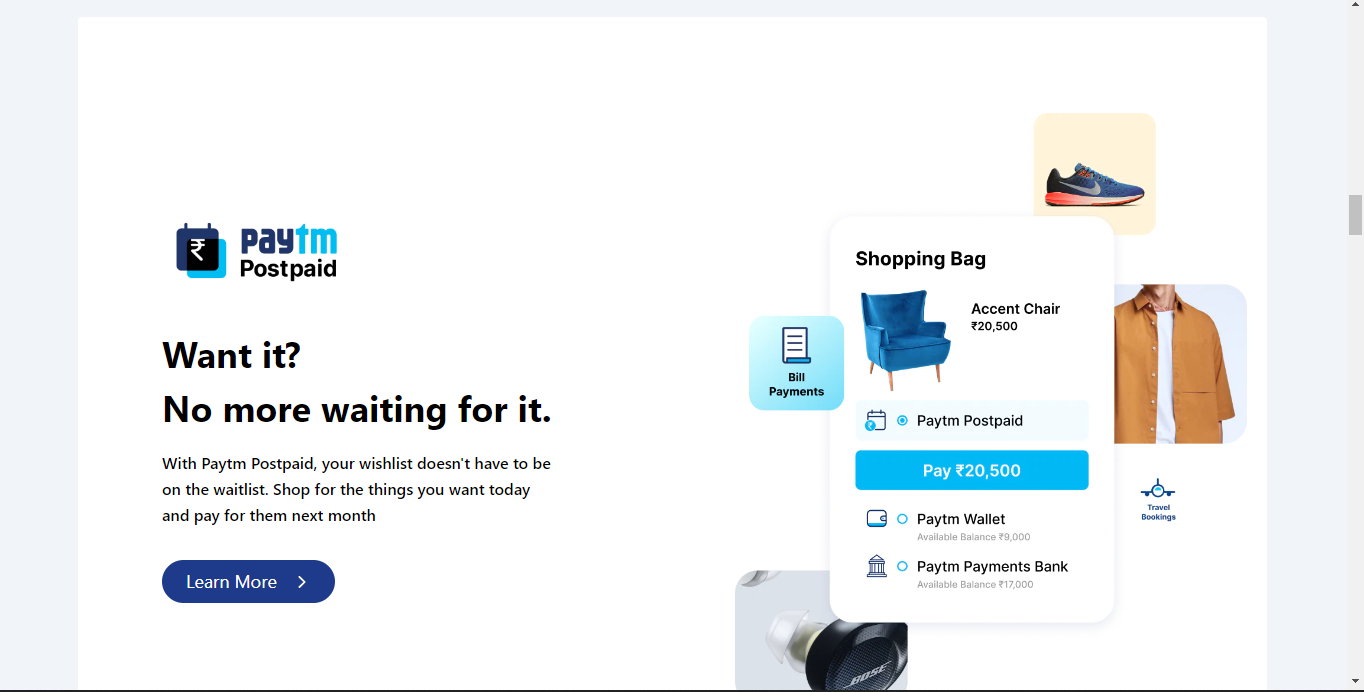 paytm
Postpaid
Want it?
No more waiting for it.
With Paytm Postpaid, your wishlist doesn't have to be
on the waitlist. Shop for the things you want today
and pay for them next month
Learn More
Shopping Bag
Accent Chair
₹20,500
Bill
Payments
Paytm Postpaid
Pay ₹20,500
Paytm Wallet
Available Balance ₹9,000
Paytm Payments Bank
Available Balance ₹17,000
Travel
Bookings
BOSE